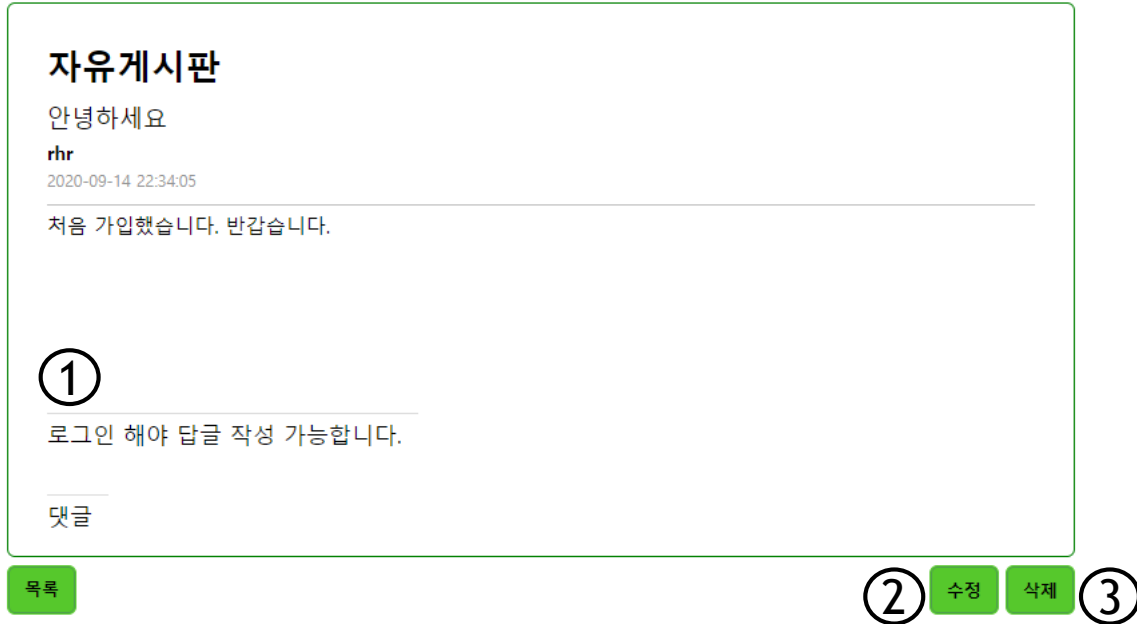 자유게시판
안녕하세요
rhr
2020-09-14 22:34:05
처음 가입했습니다. 반갑습니다.
①
로그인 해야 답글 작성 가능합니다.
댓글
목록 ② 수정 삭제 ③